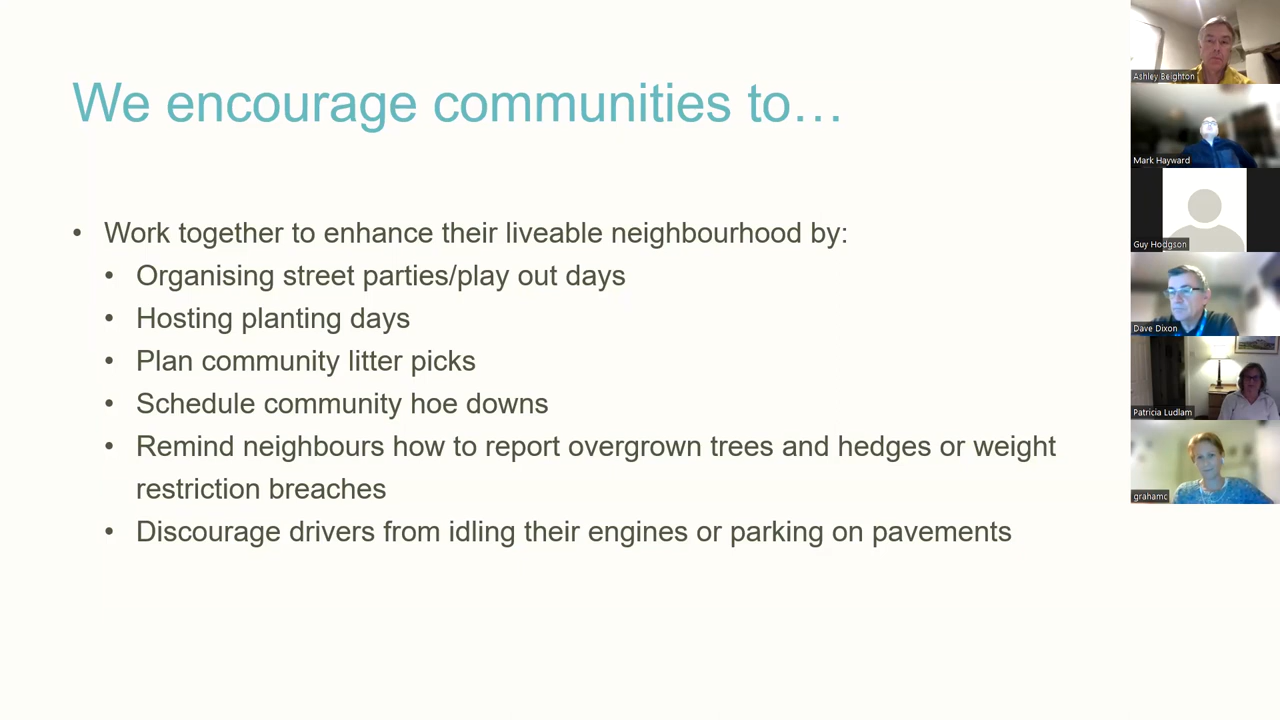 We encourage communities to…
• Work together to enhance their liveable neighbourhood by:
• Organising street parties/play out days
• Hosting planting days
• Plan community litter picks
• Schedule community hoe downs
• Remind neighbours how to report overgrown trees and hedges or weight
restriction breaches
• Discourage drivers from idling their engines or parking on pavements
Ashley Beighton
Mark Hayward
Guy Hodgson
Dave Dixon
Patricia Ludlam
grahamc